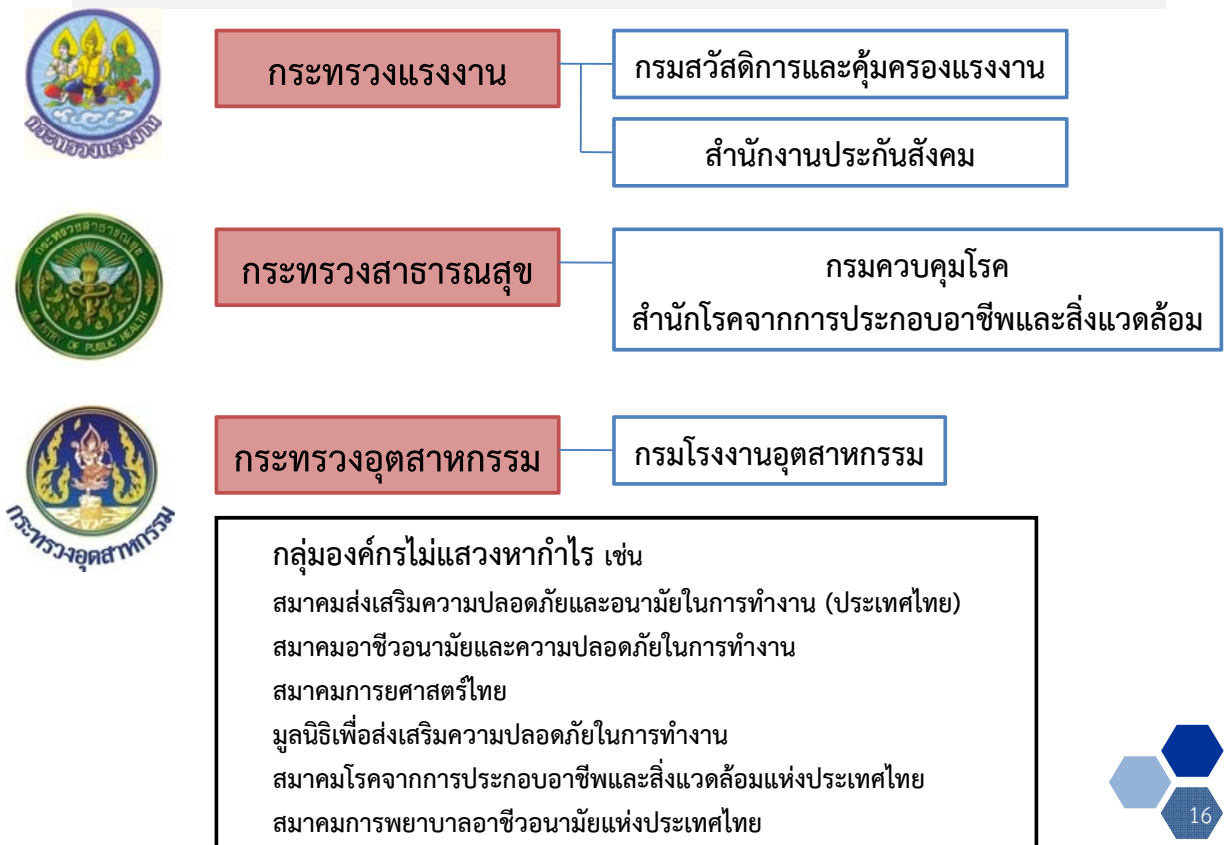 กระทรวงแรงงาน
กระทรวงแรงงาน
กรมสวัสดิการและคุ้มครองแรงงาน
สำนักงานประกันสังคม
กระทรวงสาธารณสุข
MINISTRY OF PUBLIC HEALTH
กระทรวงสาธารณสุข
กรมควบคุมโรค
สำนักโรคจากการประกอบอาชีพและสิ่งแวดล้อม
กระทรวงอุตสาหกรรม
กระทรวงอุตสาหกรรม
กรมโรงงานอุตสาหกรรม
กลุ่มองค์กรไม่แสวงหากำไร เช่น
สมาคมส่งเสริมความปลอดภัยและอนามัยในการทำงาน (ประเทศไทย)
สมาคมอาชีวอนามัยและความปลอดภัยในการทำงาน
สมาคมการยศาสตร์ไทย
มูลนิธิเพื่อส่งเสริมความปลอดภัยในการทำงาน
สมาคมโรคจากการประกอบอาชีพและสิ่งแวดล้อมแห่งประเทศไทย
สมาคมการพยาบาลอาชีวอนามัยแห่งประเทศไทย
16